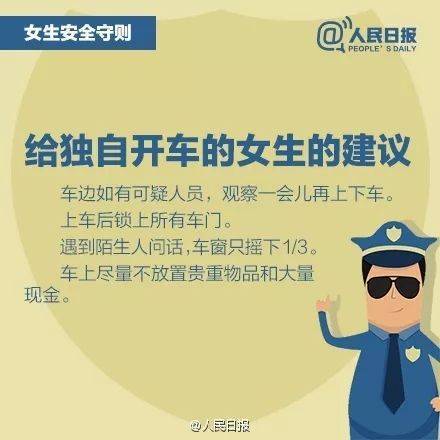 女生安全守则
@人民日报
PEOPLE'S DAILY
给独自开车的女生的建议
车边如有可疑人员，观察一会儿再上下车。
上车后锁上所有车门。
遇到陌生人问话,车窗只摇下1/3。
车上尽量不放置贵重物品和大量
现金。
@人民日报